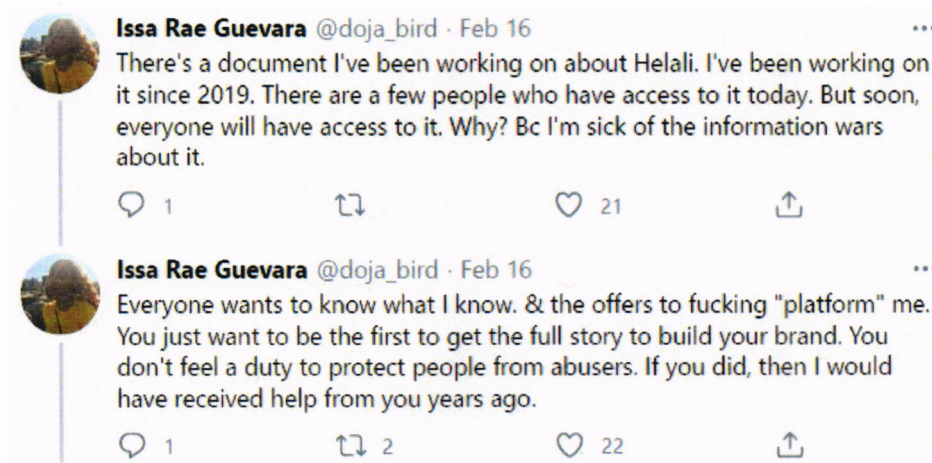 Issa Rae Guevara @doja_bird · Feb 16
There's a document I've been working on about Helali. I've been working on
it since 2019. There are a few people who have access to it today. But soon,
everyone will have access to it. Why? Bc I'm sick of the information wars
about it.
1 21
Issa Rae Guevara @doja_bird · Feb 16
Everyone wants to know what I know. & the offers to fucking "platform" me.
You just want to be the first to get the full story to build your brand. You
don't feel a duty to protect people from abusers. If you did, then I would
have received help from you years ago.
1 2 22